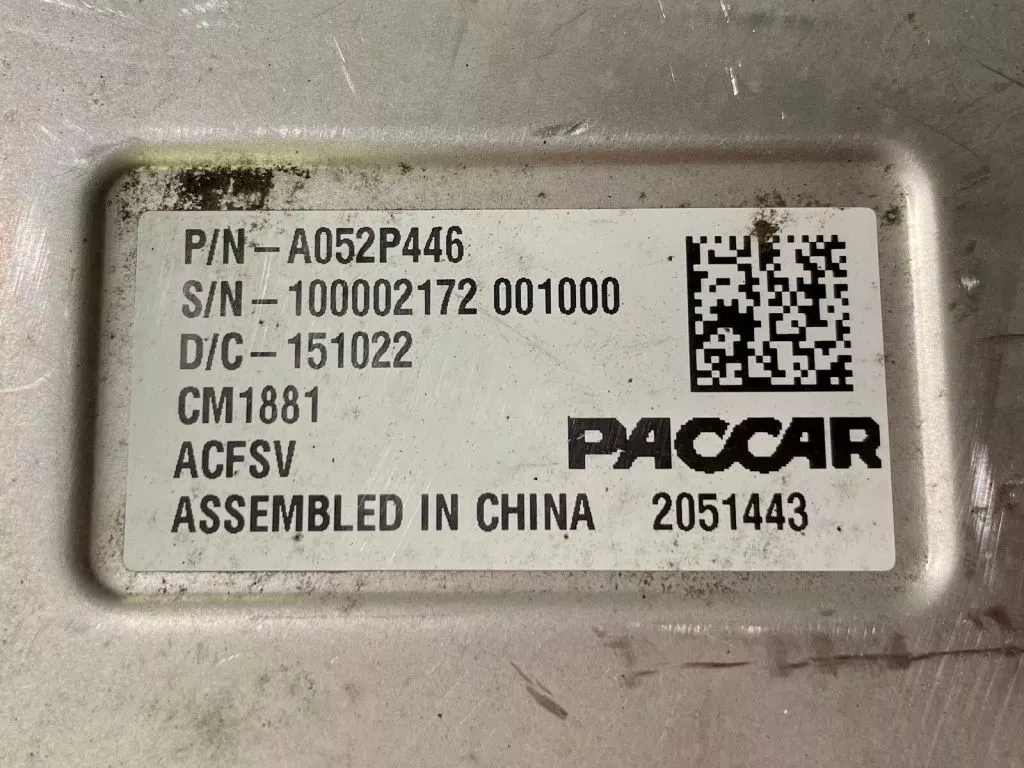 P/N-A052P446
S/N-100002172 001000
D/C-151022
CM1881
ACFSV
PACCAR
ASSEMBLED IN CHINA 2051443